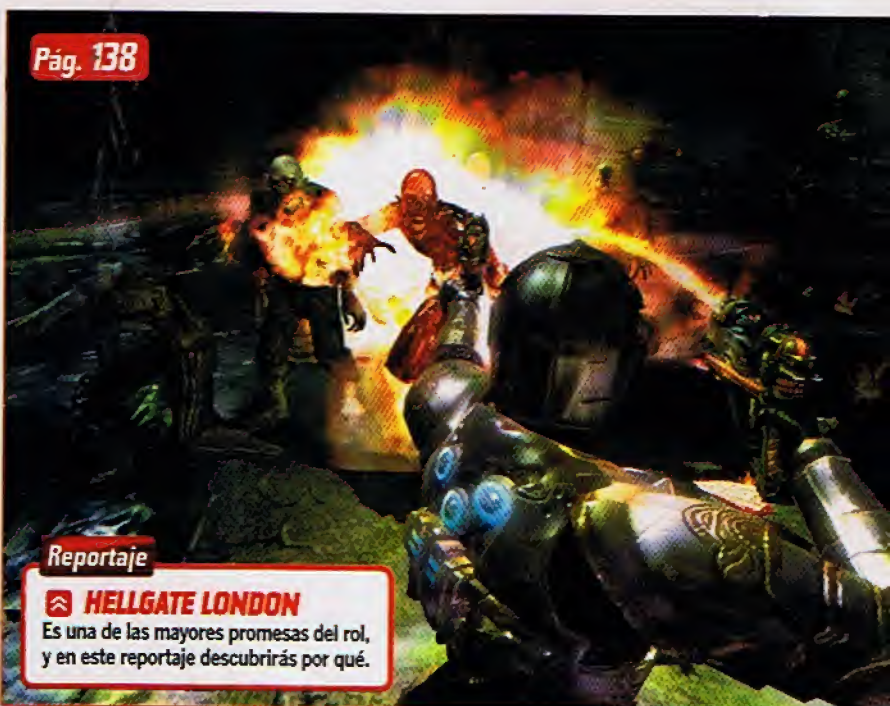 Pág. 138
Reportaje
HELLGATE LONDON
Es una de las mayores promesas del rol,
y en este reportaje descubrirás por qué.